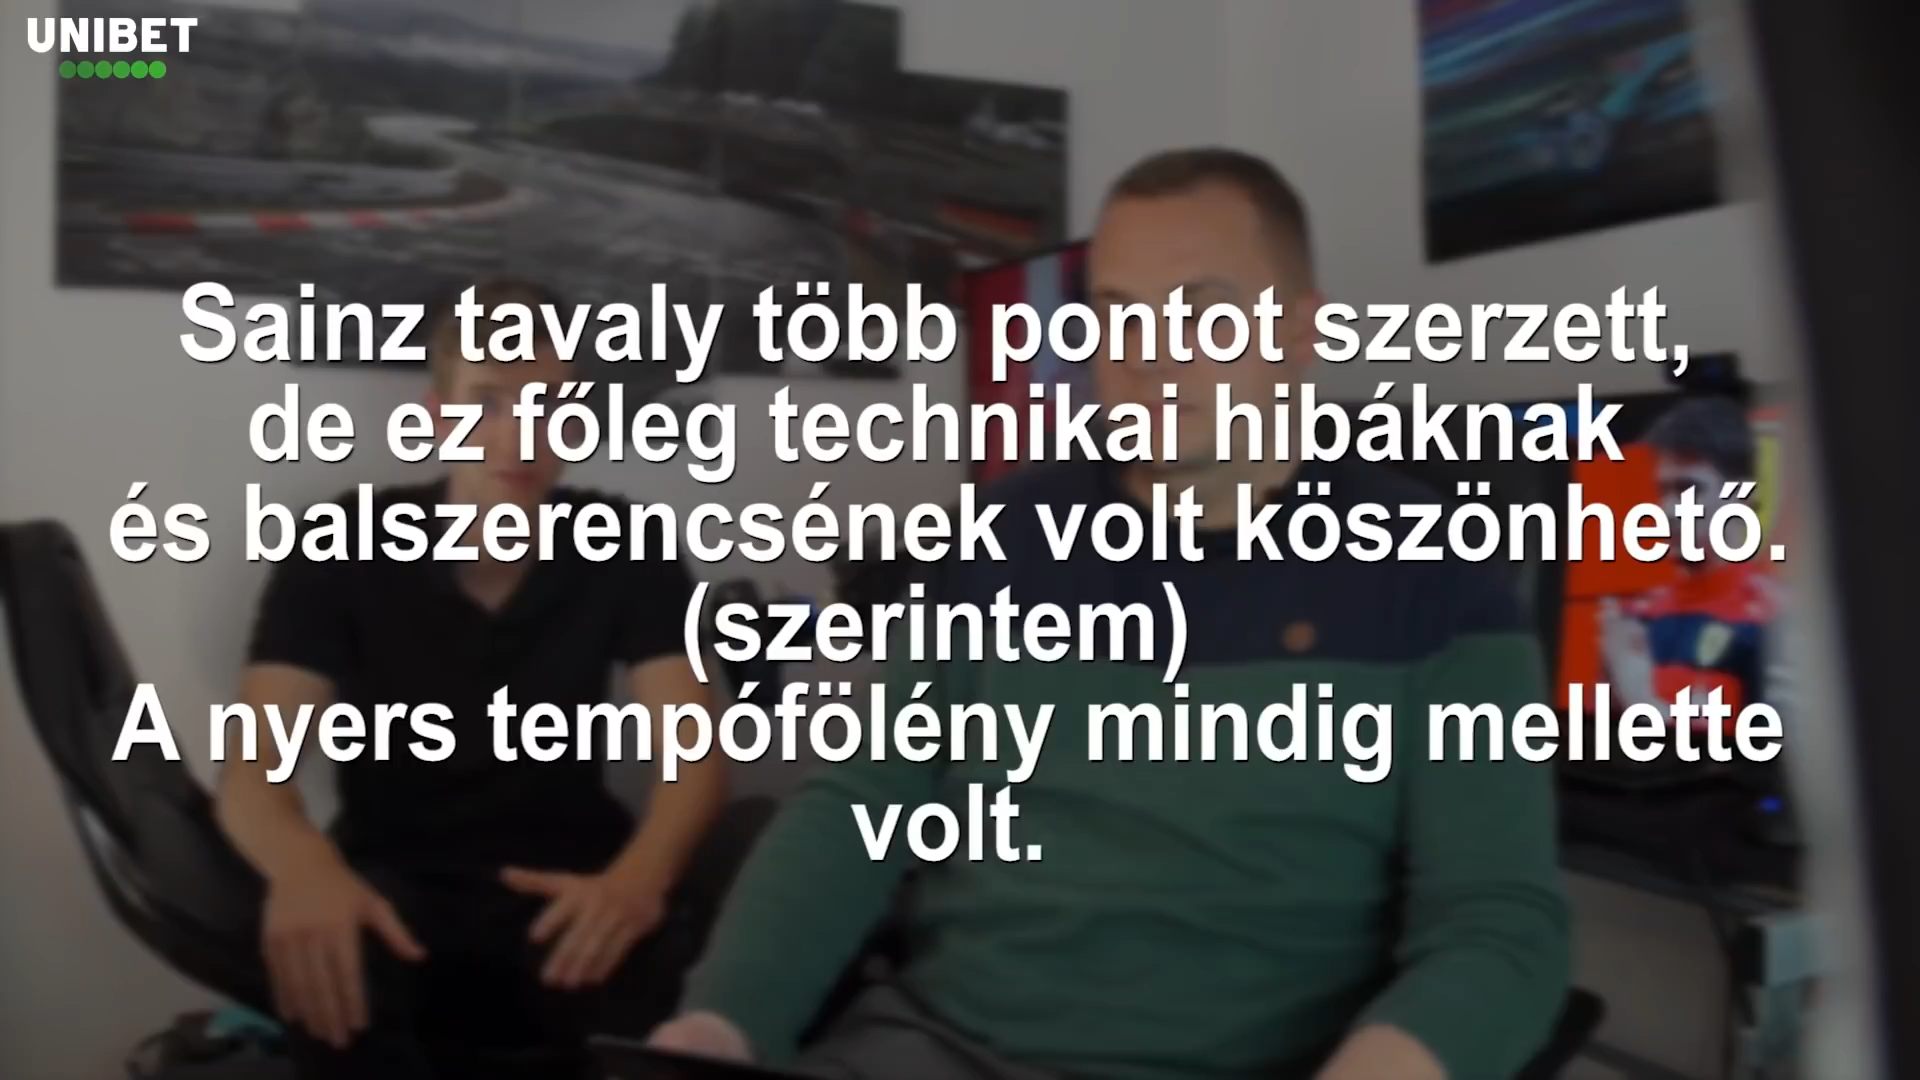 UNIBET
Sainz tavaly több pontot szerzett,
de ez főleg technikai hibáknak
és balszerencsének volt köszönhető.
(szerintem)
A nyers tempófölény mindig mellette
volt.